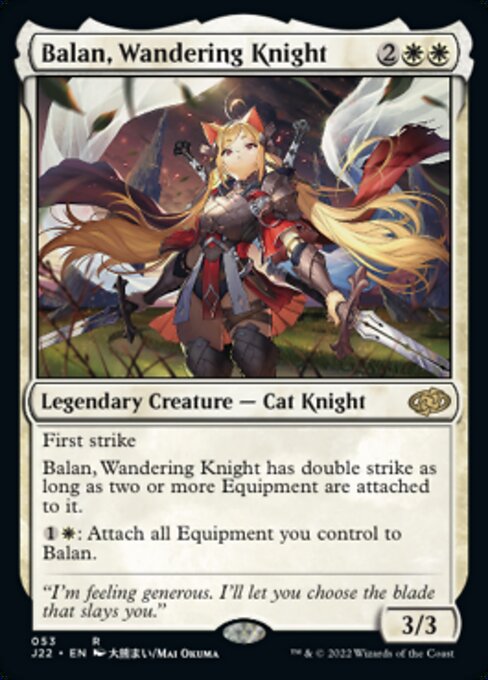 Balan, Wandering Knight 2
Legendary Creature — Cat Knight
First strike
Balan, Wandering Knight has double strike as
long as two or more Equipment are attached
to it.
1 : Attach all Equipment you control to
Balan.
“I’m feeling generous. I’ll let you choose the blade
that slays you.”
3/3
053 R
J22 • EN 大熊まい/Mai Okuma
™ & © 2022 Wizards of the Coast